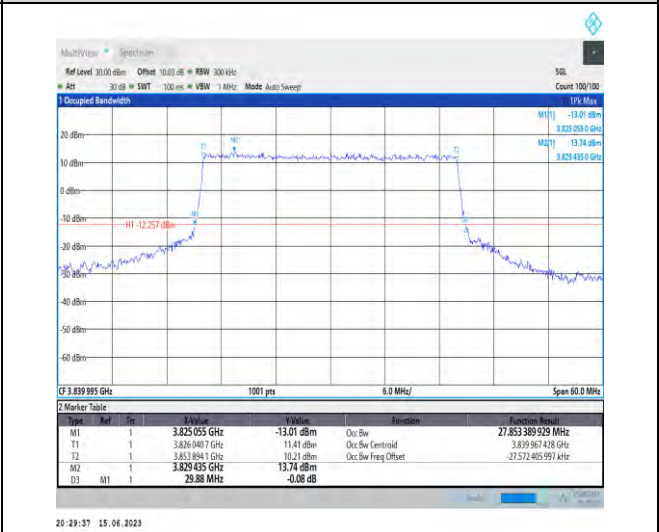 MultiView Spectrum
Ref Level 30.00 dBm Offset 10.03 dB RBW 300 kHz SGL
Att 30 dB SWT 100 ms VBW 1 MHz Mode Auto Sweep Count 100/100
1 Occupied Bandwidth 1Pk Max
M1[1] -13.01 dBm
3.825 055 0 GHz
M2[1] 13.74 dBm
3.829 435 0 GHz
20 dBm
T1 M2 T2
10 dBm
0 dBm
-10 dBm
M1
H1 -12.257 dBm
-20 dBm
-30 dBm
-40 dBm
-50 dBm
-60 dBm
CF 3.839 995 GHz 1001 pts 6.0 MHz/ Span 60.0 MHz
2 Marker Table
Type Ref Trc X-Value Y-Value Function Function Result
M1 1 3.825 055 GHz -13.01 dBm Occ Bw 27.853 389 929 MHz
T1 1 3.826 040 7 GHz 11.41 dBm Occ Bw Centroid 3.839 967 428 GHz
T2 1 3.853 894 1 GHz 10.21 dBm Occ Bw Freq Offset -27.572 405 997 kHz
M2 1 3.829 435 GHz 13.74 dBm
D3 M1 1 29.88 MHz -0.08 dB
20:29:37 15.06.2023